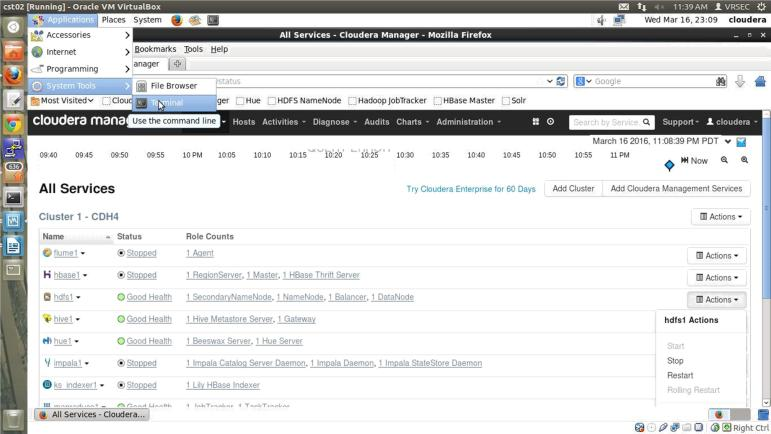 cst02 [Running] - Oracle VM VirtualBox
11:39 AM
VRSEC
Applications Places System
Wed Mar 16, 23:09
cloudera
All Services - Cloudera Manager - Mozilla Firefox
Accessories
Internet
Programming
System Tools
File Browser
Terminal
Use the command line
Bookmarks Tools Help
anager
status
Google
Most Visited
Hue
HDFS NameNode
Hadoop JobTracker
HBase Master
Solr
cloudera mana
Hosts Activities Diagnose Audits Charts Administration
Search by Service,
Support
cloudera
March 16 2016, 11:08:39 PM PDT
09:40 09:45 09:50 09:55 10 PM 10:05 10:10 10:15 10:20 10:25 10:30 10:35 10:40 10:45 10:50 10:55 11 PM
Now
All Services
Try Cloudera Enterprise for 60 Days
Add Cluster
Add Cloudera Management Services
Cluster 1 - CDH4
Actions
Name Status Role Counts
flume1 Stopped 1 Agent Actions
hbase1 Stopped 1 RegionServer, 1 Master, 1 HBase Thrift Server Actions
hdfs1 Good Health 1 SecondaryNameNode, 1 NameNode, 1 Balancer, 1 DataNode Actions
hive1 Good Health 1 Hive Metastore Server, 1 Gateway
hue1 Good Health 1 Beeswax Server, 1 Hue Server
impala1 Stopped 1 Impala Catalog Server Daemon, 1 Impala Daemon, 1 Impala StateStore Daemon
ks_indexer1 Stopped 1 Lily HBase Indexer
hdfs1 Actions
Start
Stop
Restart
Rolling Restart
mapreduce1 Good Health 1 JobTracker, 1 TaskTracker
All Services - Cloudera...
Right Ctrl